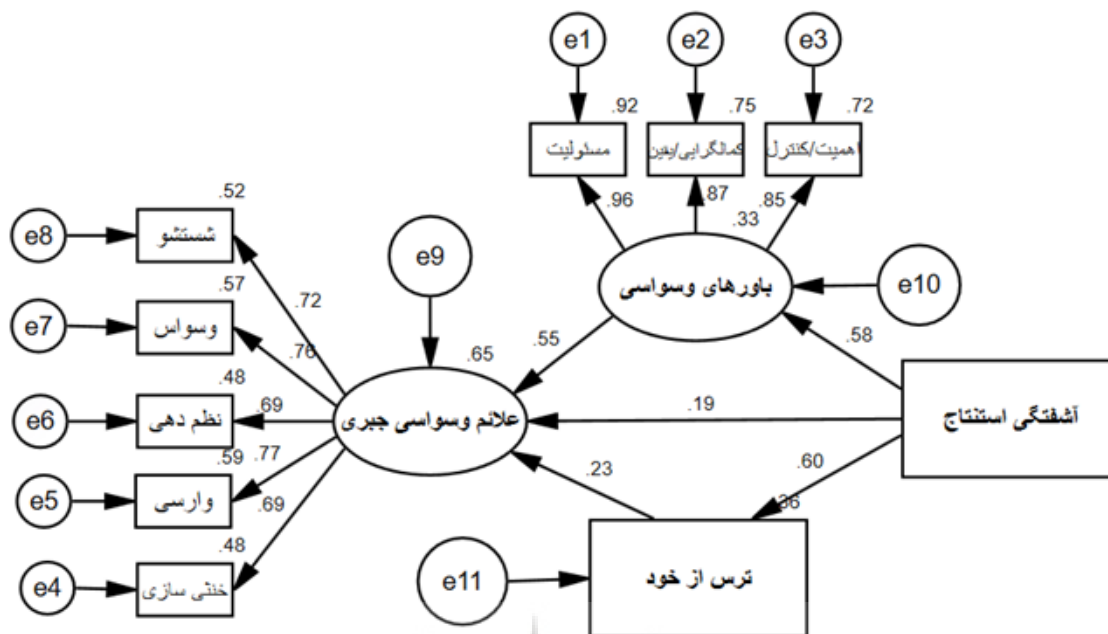 e1
e2
e3
.92
.75
.72
مسئولیت
کمالگرایی/یقین
اهمیت/کنترل
.96
.87
.85
.33
باورهای وسواسی
e10
.52
e8
شستشو
.72
e9
.57
e7
وسواس
.76
.55
.58
.65
.48
e6
نظم دهی
.69
علائم وسواسی جبری
.19
آشفتگی استنتاج
.59
.77
e5
وارسی
.69
.23
.60
.36
.48
e4
خنثی سازی
e11
ترس از خود